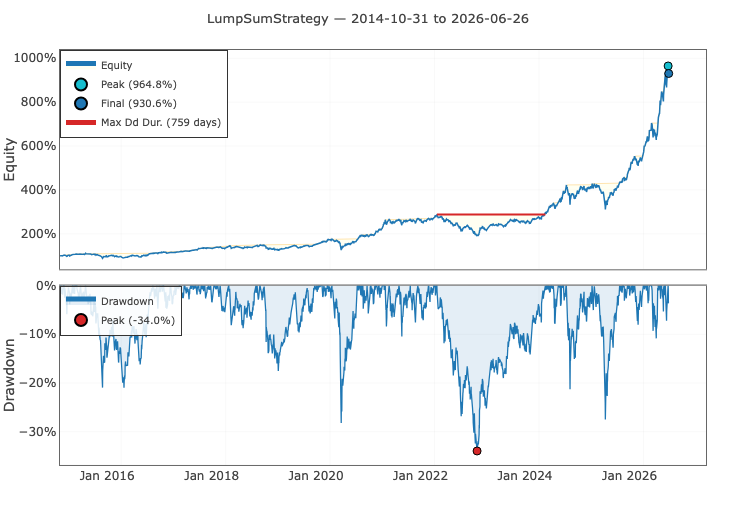 LumpSumStrategy — 2014-10-31 to 2026-06-26
Equity
1000%
800%
600%
400%
200%
Equity
Peak (964.8%)
Final (930.6%)
Max Dd Dur. (759 days)
Drawdown
0%
−10%
−20%
−30%
Drawdown
Peak (-34.0%)
Jan 2016
Jan 2018
Jan 2020
Jan 2022
Jan 2024
Jan 2026